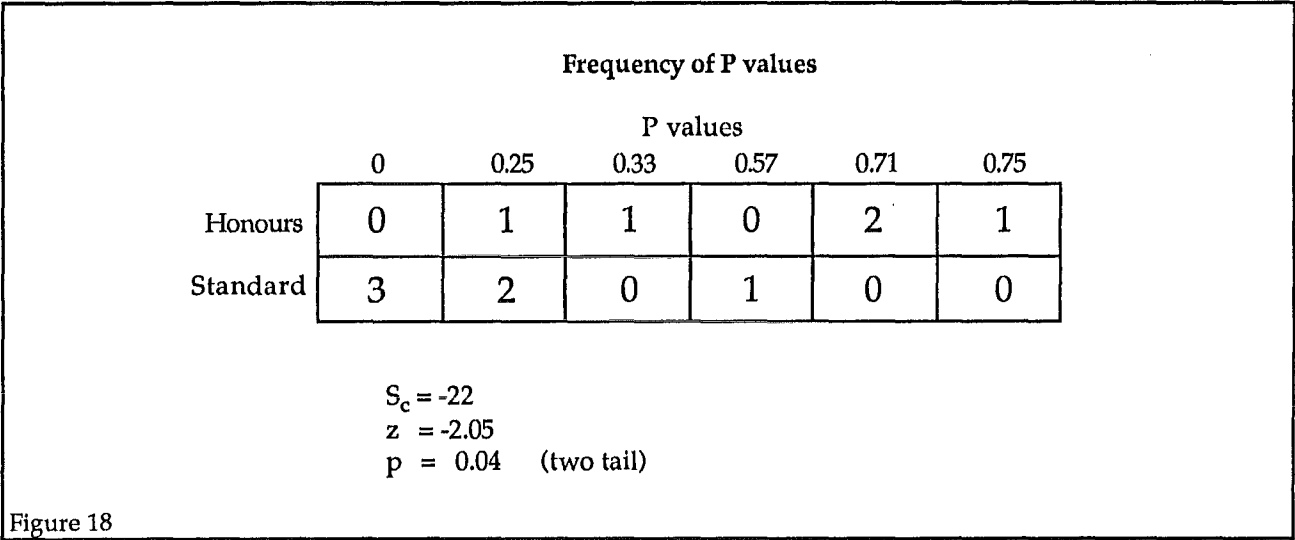 Frequency of P values
P values
0 0.25 0.33 0.57 0.71 0.75
Honours 0 1 1 0 2 1
Standard 3 2 0 1 0 0
Sc = -22
z = -2.05
p = 0.04 (two tail)
Figure 18